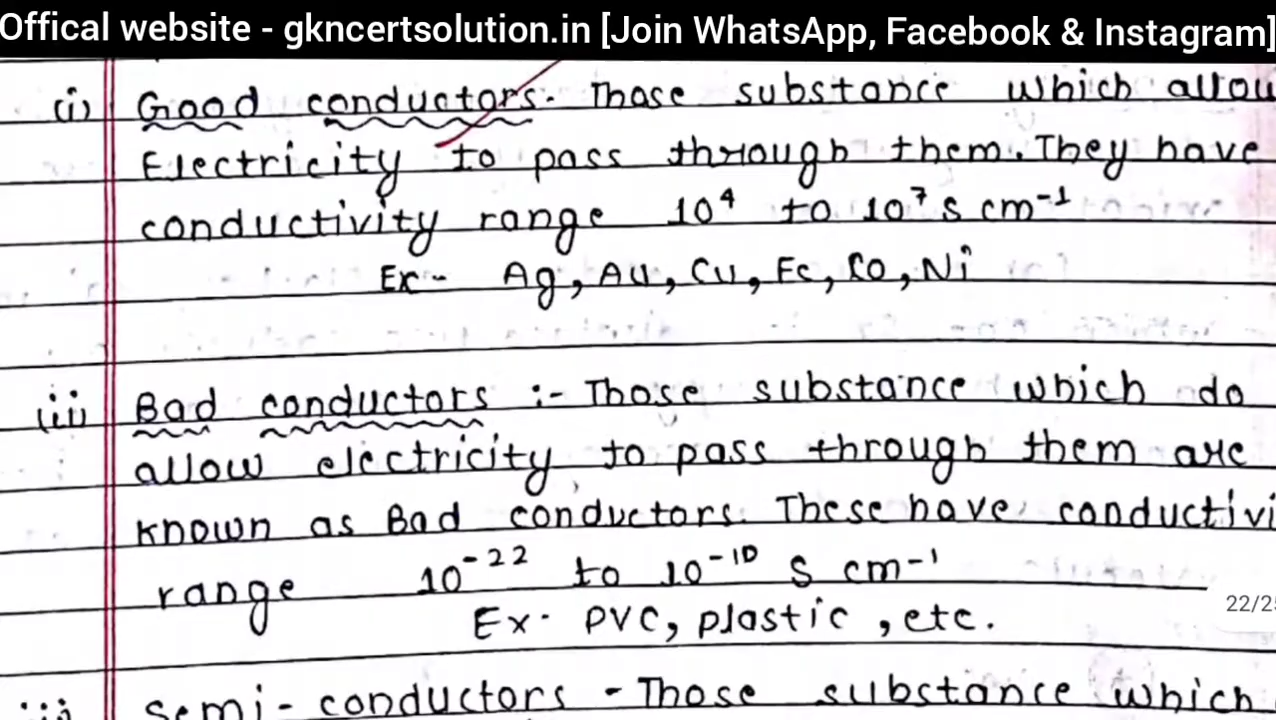 Offical website - gkncertsolution.in [Join WhatsApp, Facebook & Instagram]
(i) Good conductors - Those substance which allow
Electricity to pass through them. They have
conductivity range 10⁴ to 10⁷ s cm⁻¹
Ex - Ag, Au, Cu, Fe, Co, Ni
(ii) Bad conductors :- Those substance which do
allow electricity to pass through them are
known as Bad conductors. These have conductivi
range 10⁻²² to 10⁻¹⁰ S cm⁻¹
22/25
Ex - PVC, plastic, etc.
Semi - conductors - Those substance which